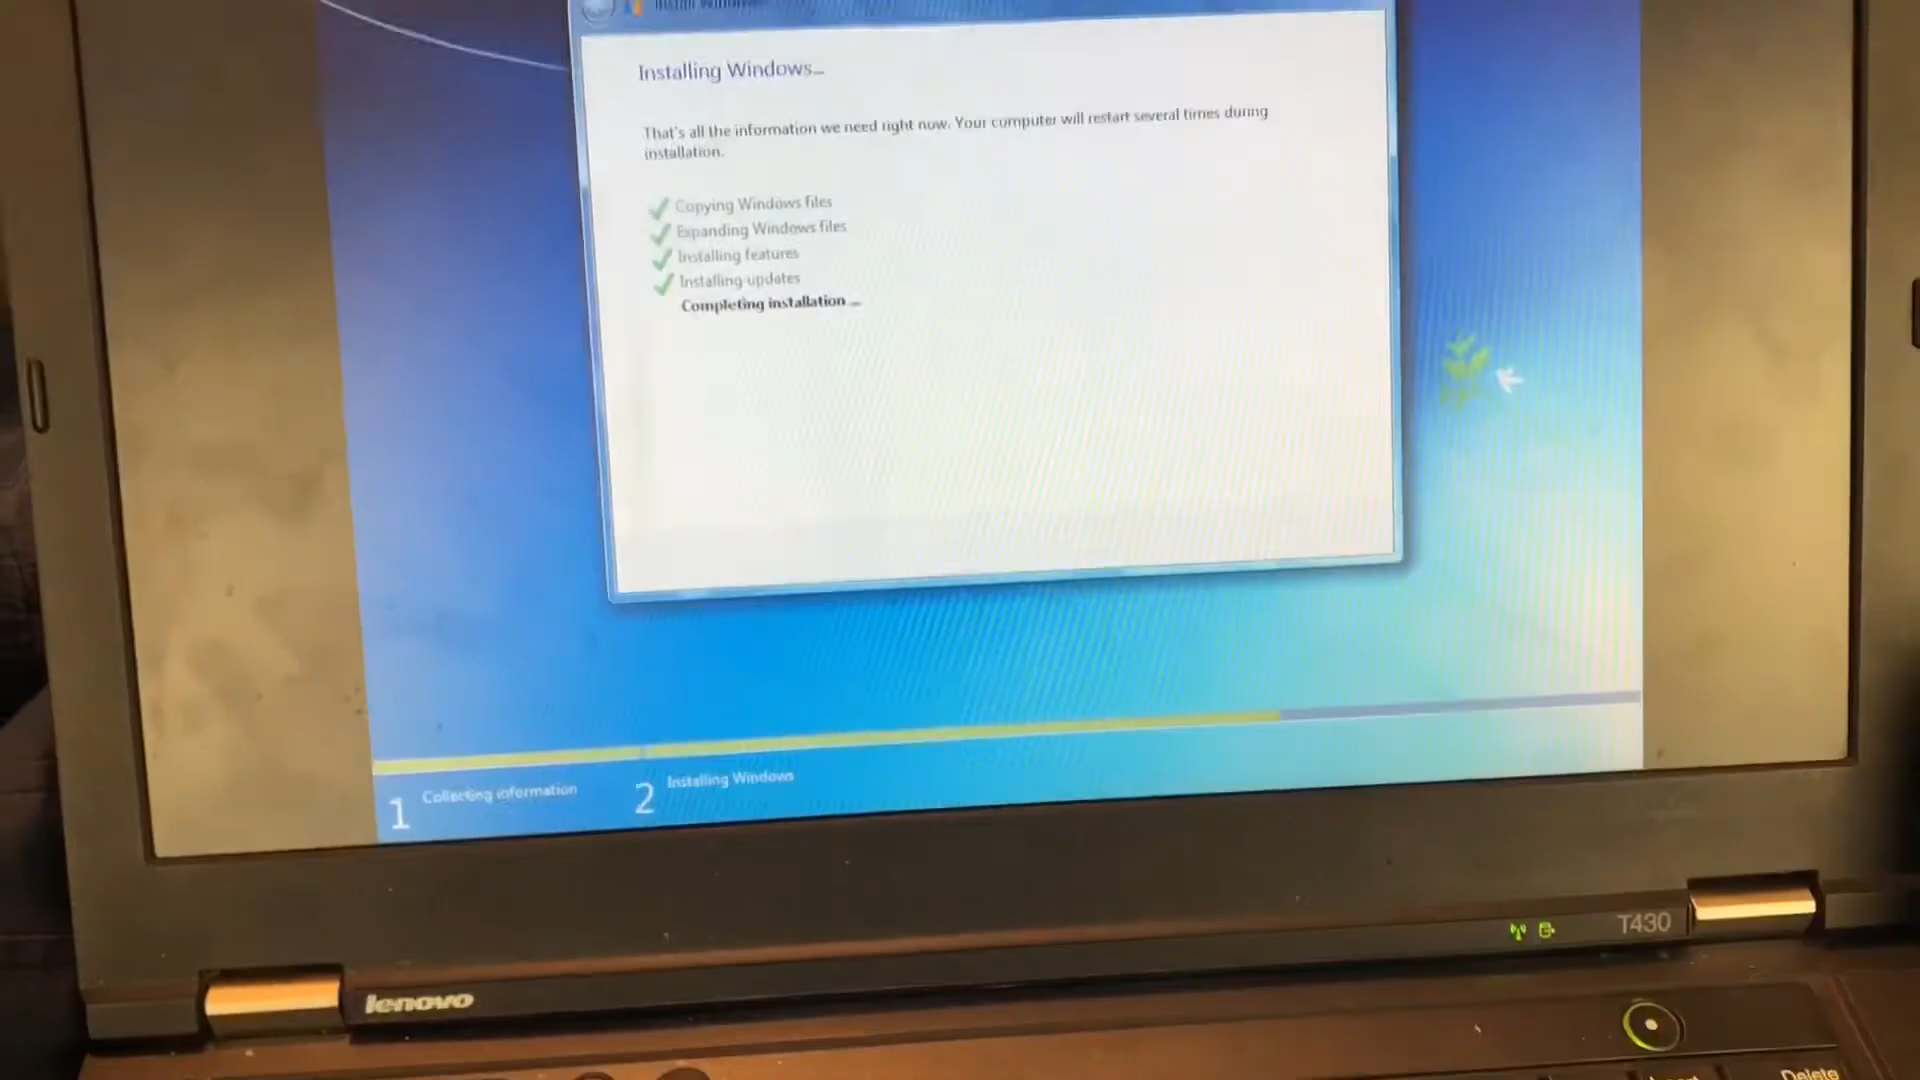 Install Windows
Installing Windows...
That's all the information we need right now. Your computer will restart several times during
installation.
Copying Windows files
Expanding Windows files
Installing features
Installing updates
Completing installation ...
1 Collecting information
2 Installing Windows
T430
lenovo
Delete